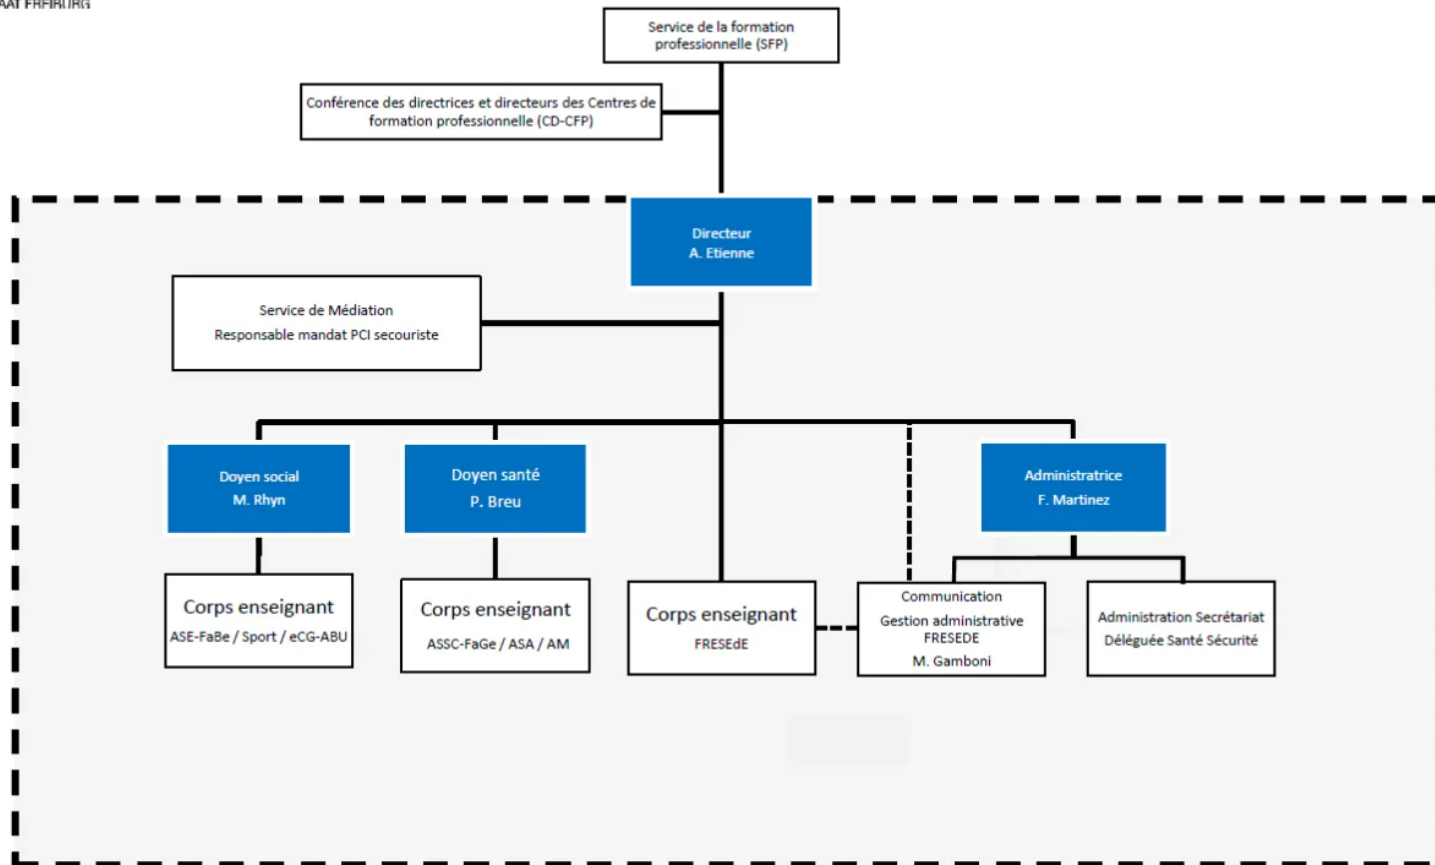 AAT FREIBURG
Service de la formation
professionnelle (SFP)
Conférence des directrices et directeurs des Centres de
formation professionnelle (CD-CFP)
Directeur
A. Etienne
Service de Médiation
Responsable mandat PCI secouriste
Doyen social
M. Rhyn
Doyen santé
P. Breu
Administratrice
F. Martinez
Corps enseignant
ASE-FaBe / Sport / eCG-ABU
Corps enseignant
ASSC-FaGe / ASA / AM
Corps enseignant
FRESEdE
Communication
Gestion administrative
FRESEDE
M. Gamboni
Administration Secrétariat
Déléguée Santé Sécurité